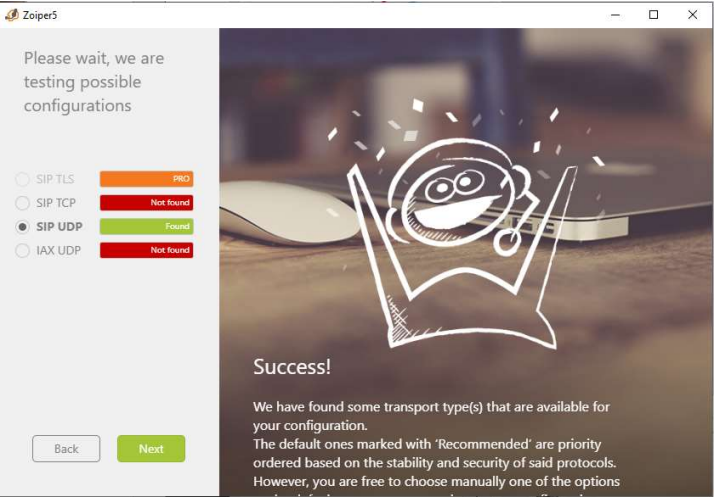 Zoiper5
Please wait, we are
testing possible
configurations
SIP TLS PRO
SIP TCP Not found
SIP UDP Found
IAX UDP Not found
Back Next
Success!
We have found some transport type(s) that are available for
your configuration.
The default ones marked with 'Recommended' are priority
ordered based on the stability and security of said protocols.
However, you are free to choose manually one of the options